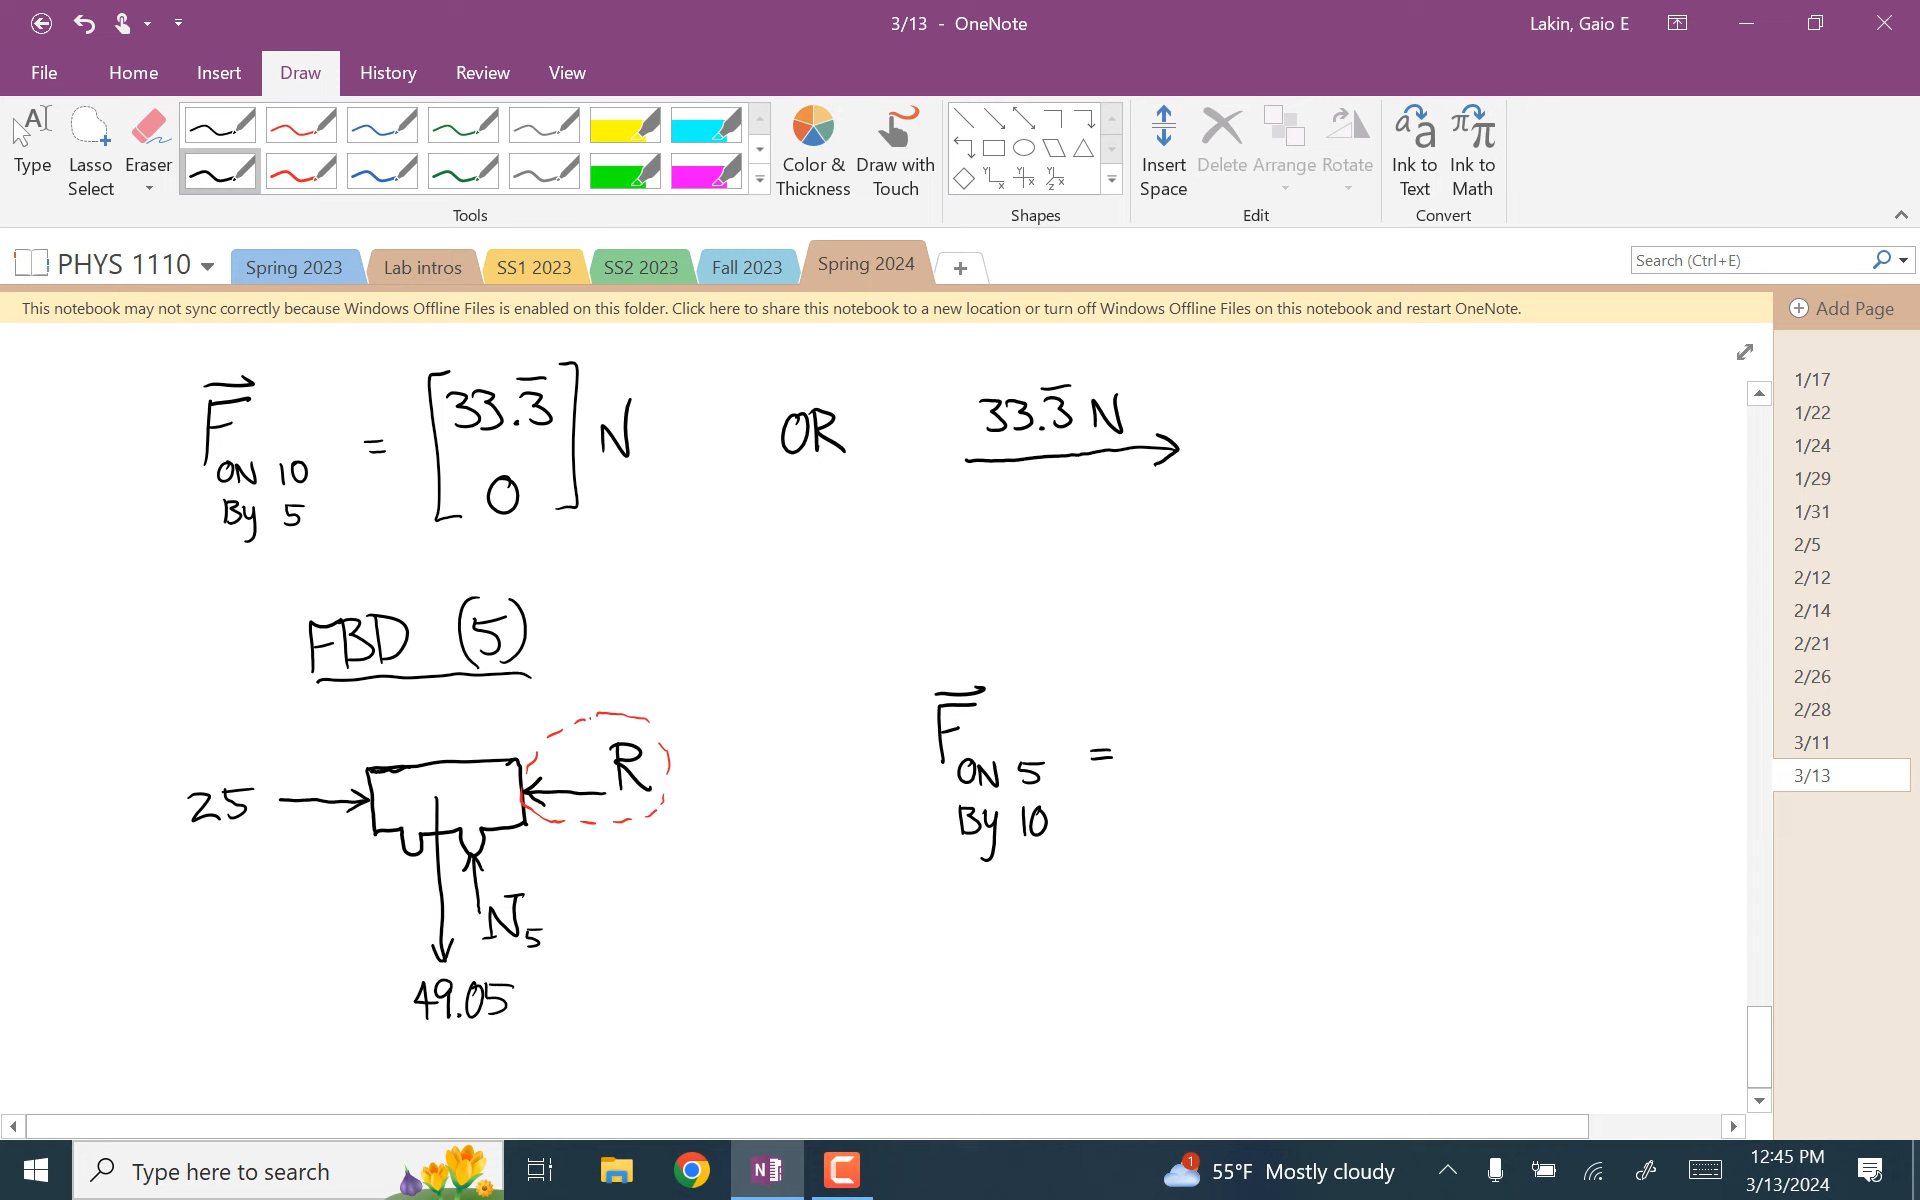 3/13 - OneNote
Lakin, Gaio E
File Home Insert Draw History Review View
Type
Lasso Select
Eraser
Color & Thickness
Draw with Touch
Insert Space
Delete
Arrange
Rotate
Ink to Text
Ink to Math
Tools
Shapes
Edit
Convert
PHYS 1110
Spring 2023
Lab intros
SS1 2023
SS2 2023
Fall 2023
Spring 2024
Search (Ctrl+E)
This notebook may not sync correctly because Windows Offline Files is enabled on this folder. Click here to share this notebook to a new location or turn off Windows Offline Files on this notebook and restart OneNote.
Add Page
1/17
1/22
1/24
1/29
1/31
2/5
2/12
2/14
2/21
2/26
2/28
3/11
3/13
F⃗ ON 10 By 5 = [33.3̅ 0] N OR 33.3̅ N
FBD (5)
25
R
N5
49.05
F⃗ ON 5 By 10 =
Type here to search
1
55°F Mostly cloudy
12:45 PM
3/13/2024